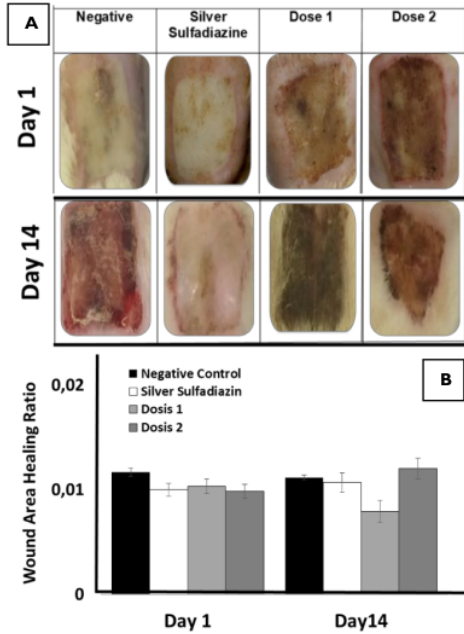 A
Negative
Silver
Sulfadiazine
Dose 1
Dose 2
Day 1
Day 14
B
Negative Control
Silver Sulfadiazin
Dosis 1
Dosis 2
Wound Area Healing Ratio
0,02
0,01
0
Day 1
Day14